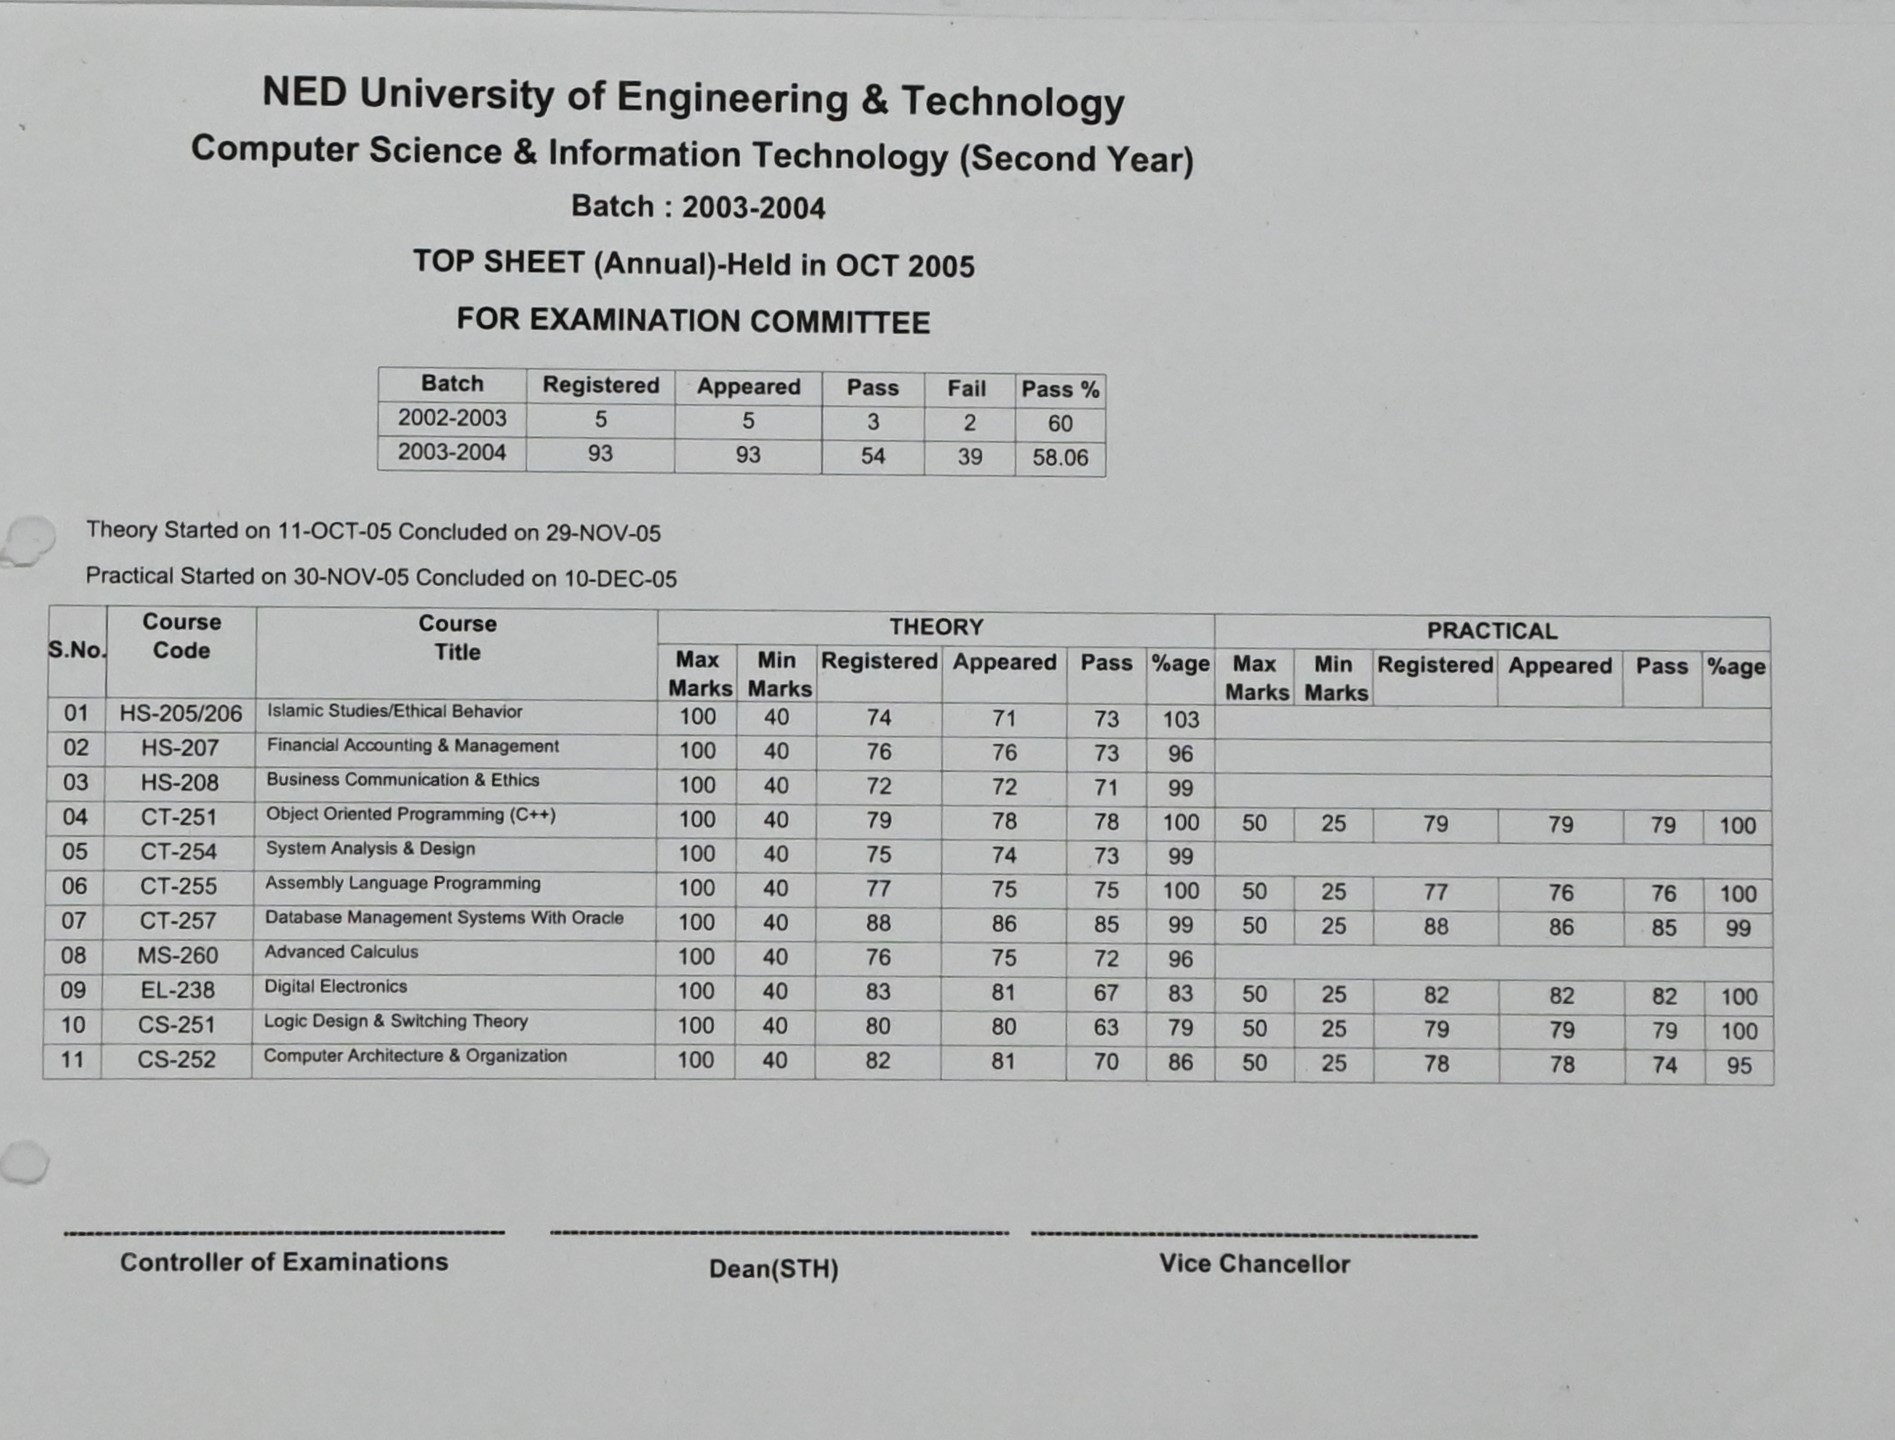 NED University of Engineering & Technology
Computer Science & Information Technology (Second Year)
Batch : 2003-2004
TOP SHEET (Annual)-Held in OCT 2005
FOR EXAMINATION COMMITTEE
Batch Registered Appeared Pass Fail Pass %
2002-2003 5 5 3 2 60
2003-2004 93 93 54 39 58.06
Theory Started on 11-OCT-05 Concluded on 29-NOV-05
Practical Started on 30-NOV-05 Concluded on 10-DEC-05
S.No. Course Code Course Title THEORY PRACTICAL
Max Marks Min Marks Registered Appeared Pass %age Max Marks Min Marks Registered Appeared Pass %age
01 HS-205/206 Islamic Studies/Ethical Behavior 100 40 74 71 73 103
02 HS-207 Financial Accounting & Management 100 40 76 76 73 96
03 HS-208 Business Communication & Ethics 100 40 72 72 71 99
04 CT-251 Object Oriented Programming (C++) 100 40 79 78 78 100 50 25 79 79 79 100
05 CT-254 System Analysis & Design 100 40 75 74 73 99
06 CT-255 Assembly Language Programming 100 40 77 75 75 100 50 25 77 76 76 100
07 CT-257 Database Management Systems With Oracle 100 40 88 86 85 99 50 25 88 86 85 99
08 MS-260 Advanced Calculus 100 40 76 75 72 96
09 EL-238 Digital Electronics 100 40 83 81 67 83 50 25 82 82 82 100
10 CS-251 Logic Design & Switching Theory 100 40 80 80 63 79 50 25 79 79 79 100
11 CS-252 Computer Architecture & Organization 100 40 82 81 70 86 50 25 78 78 74 95
Controller of Examinations Dean(STH) Vice Chancellor